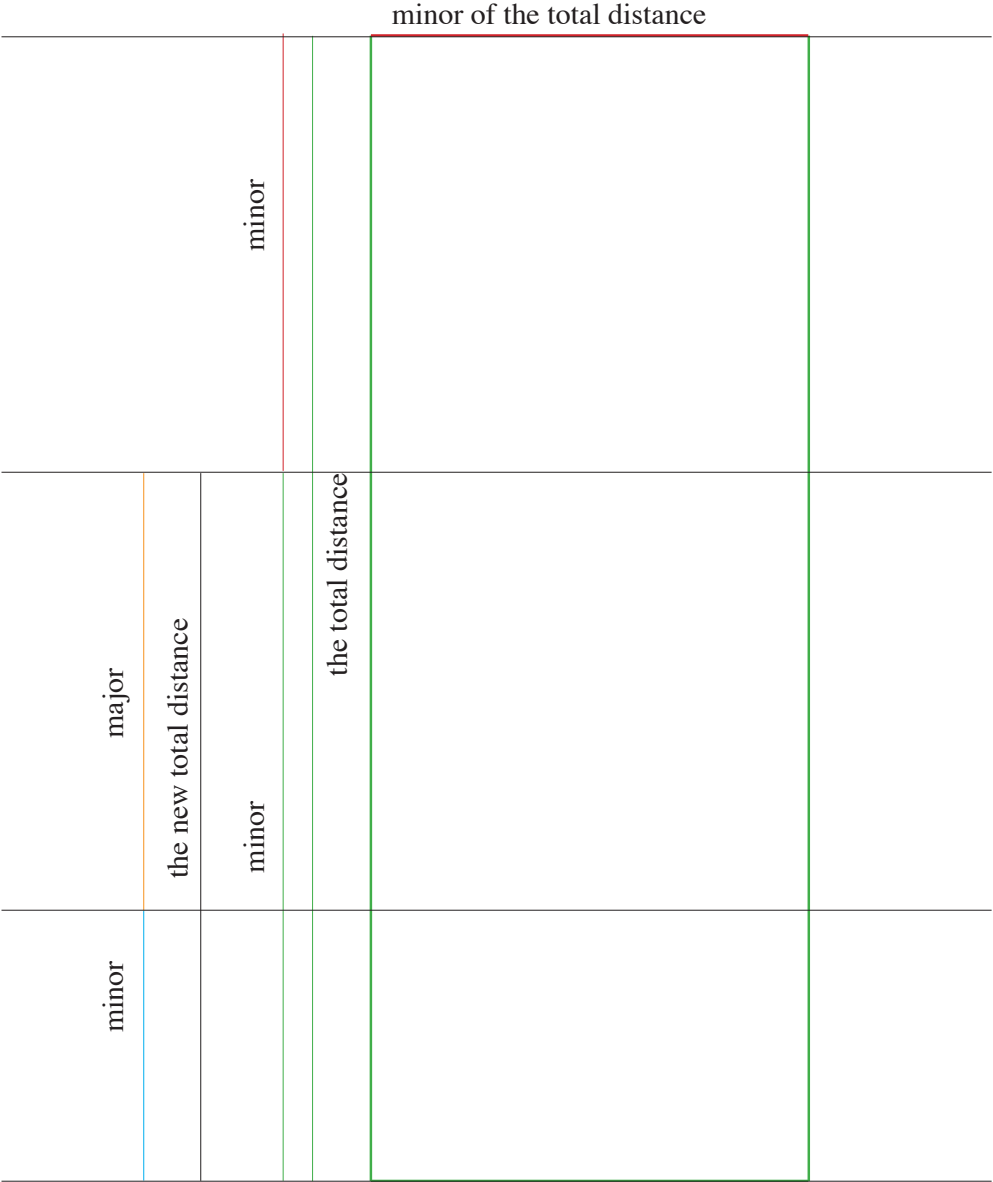 minor of the total distance
minor
the total distance
major
the new total distance
minor
minor